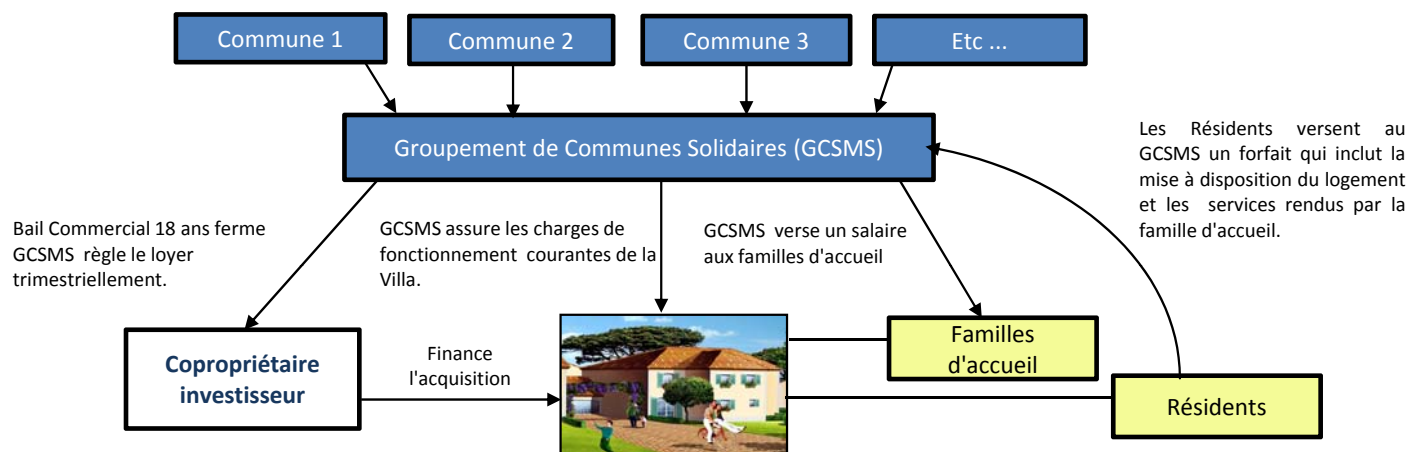 Commune 1
Commune 2
Commune 3
Etc ...
Groupement de Communes Solidaires (GCSMS)
Les Résidents versent au
GCSMS un forfait qui inclut la
mise à disposition du logement
et les services rendus par la
famille d'accueil.
Bail Commercial 18 ans ferme
GCSMS règle le loyer
trimestriellement.
GCSMS assure les charges de
fonctionnement courantes de la
Villa.
GCSMS verse un salaire
aux familles d'accueil
Copropriétaire
investisseur
Finance
l'acquisition
Familles
d'accueil
Résidents